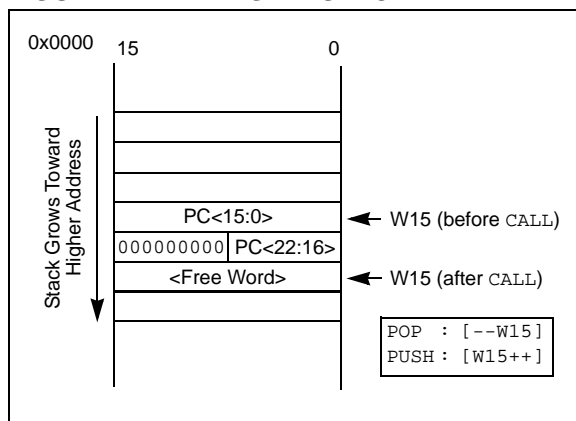 0x0000
15 0
Stack Grows Toward
Higher Address
PC<15:0>
W15 (before CALL)
000000000 PC<22:16>
<Free Word>
W15 (after CALL)
POP : [--W15]
PUSH : [W15++]